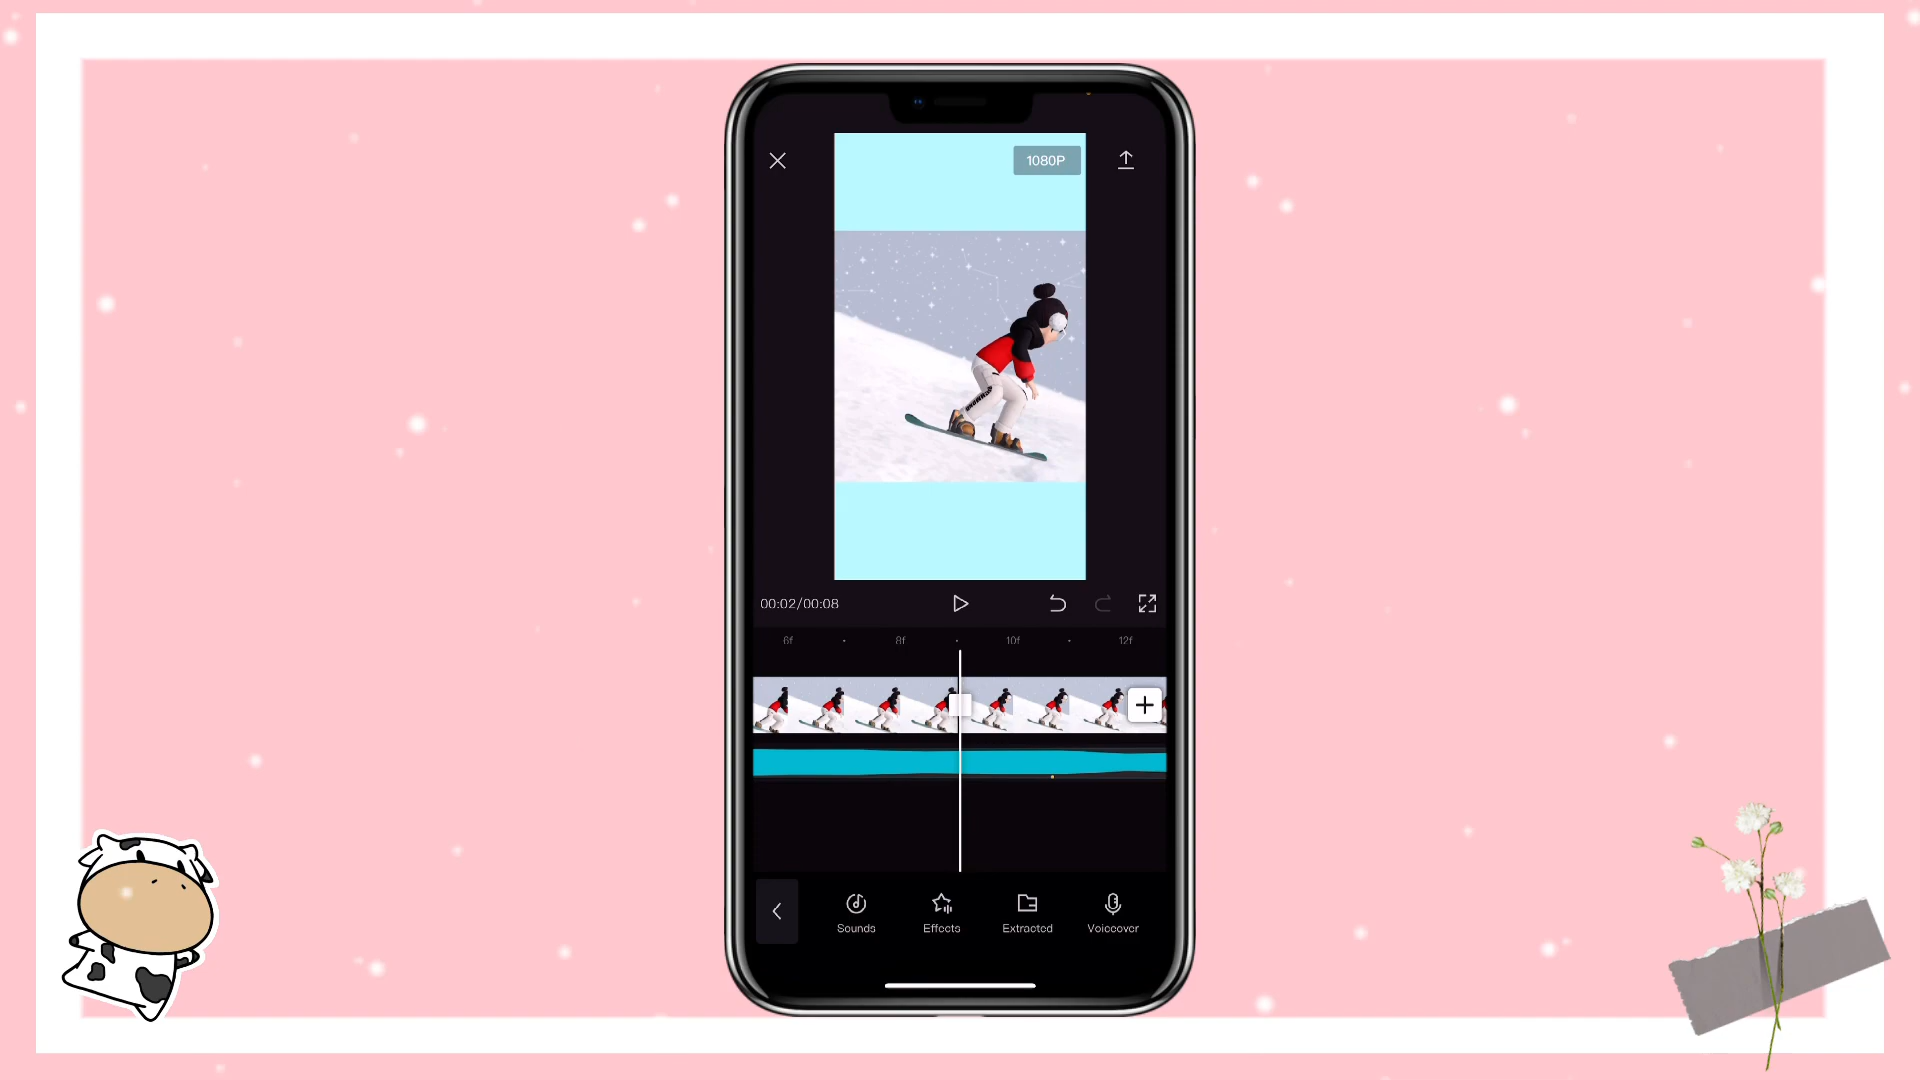 1080P
00:02/00:08
6f 8f 10f 12f
Sounds Effects Extracted Voiceover